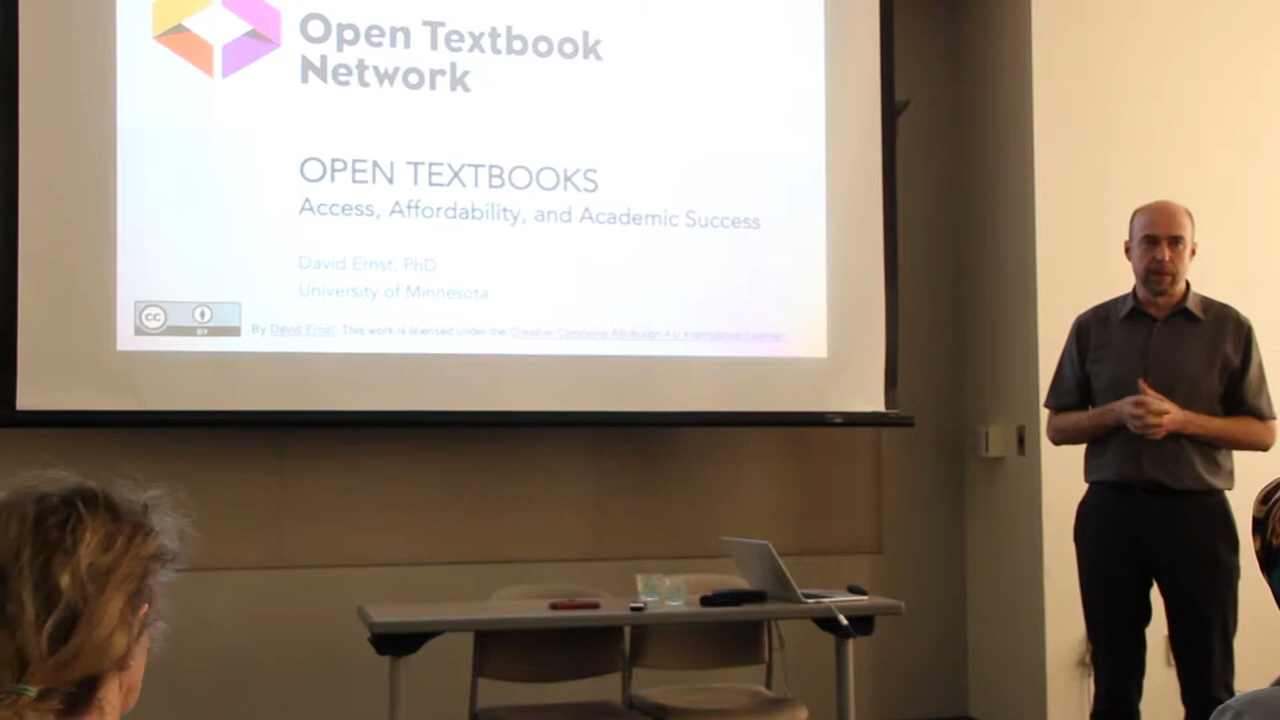 Open Textbook
Network
OPEN TEXTBOOKS
Access, Affordability, and Academic Success
David Ernst, PhD
University of Minnesota
CC
BY
By David Ernst. This work is licensed under the Creative Commons Attribution 4.0 International License